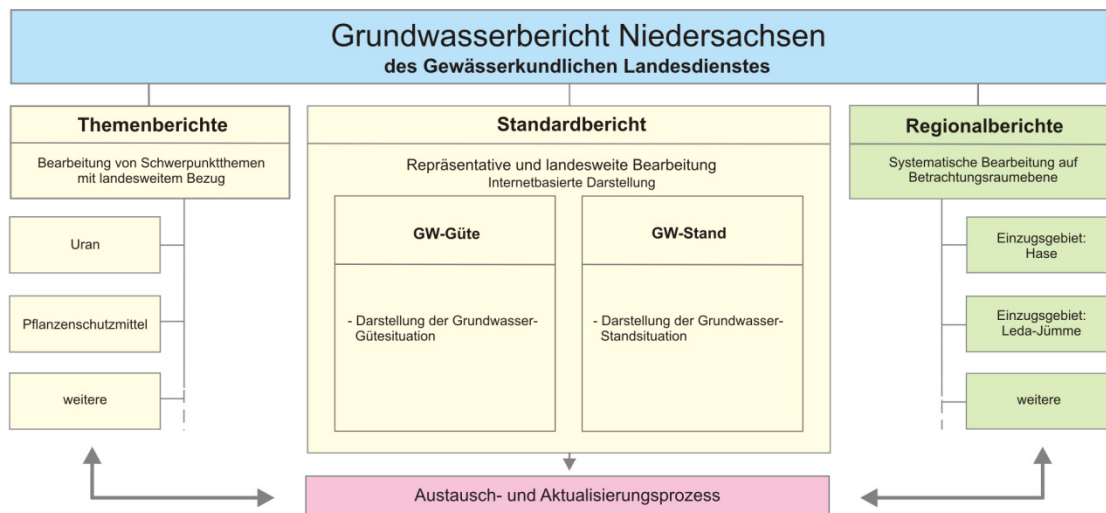 Grundwasserbericht Niedersachsen
des Gewässerkundlichen Landesdienstes
Themenberichte
Bearbeitung von Schwerpunktthemen
mit landesweitem Bezug
Uran
Pflanzenschutzmittel
weitere
Standardbericht
Repräsentative und landesweite Bearbeitung
Internetbasierte Darstellung
GW-Güte
- Darstellung der Grundwasser-
Gütesituation
GW-Stand
- Darstellung der Grundwasser-
Standsituation
Regionalberichte
Systematische Bearbeitung auf
Betrachtungsraumebene
Einzugsgebiet:
Hase
Einzugsgebiet:
Leda-Jümme
weitere
Austausch- und Aktualisierungsprozess